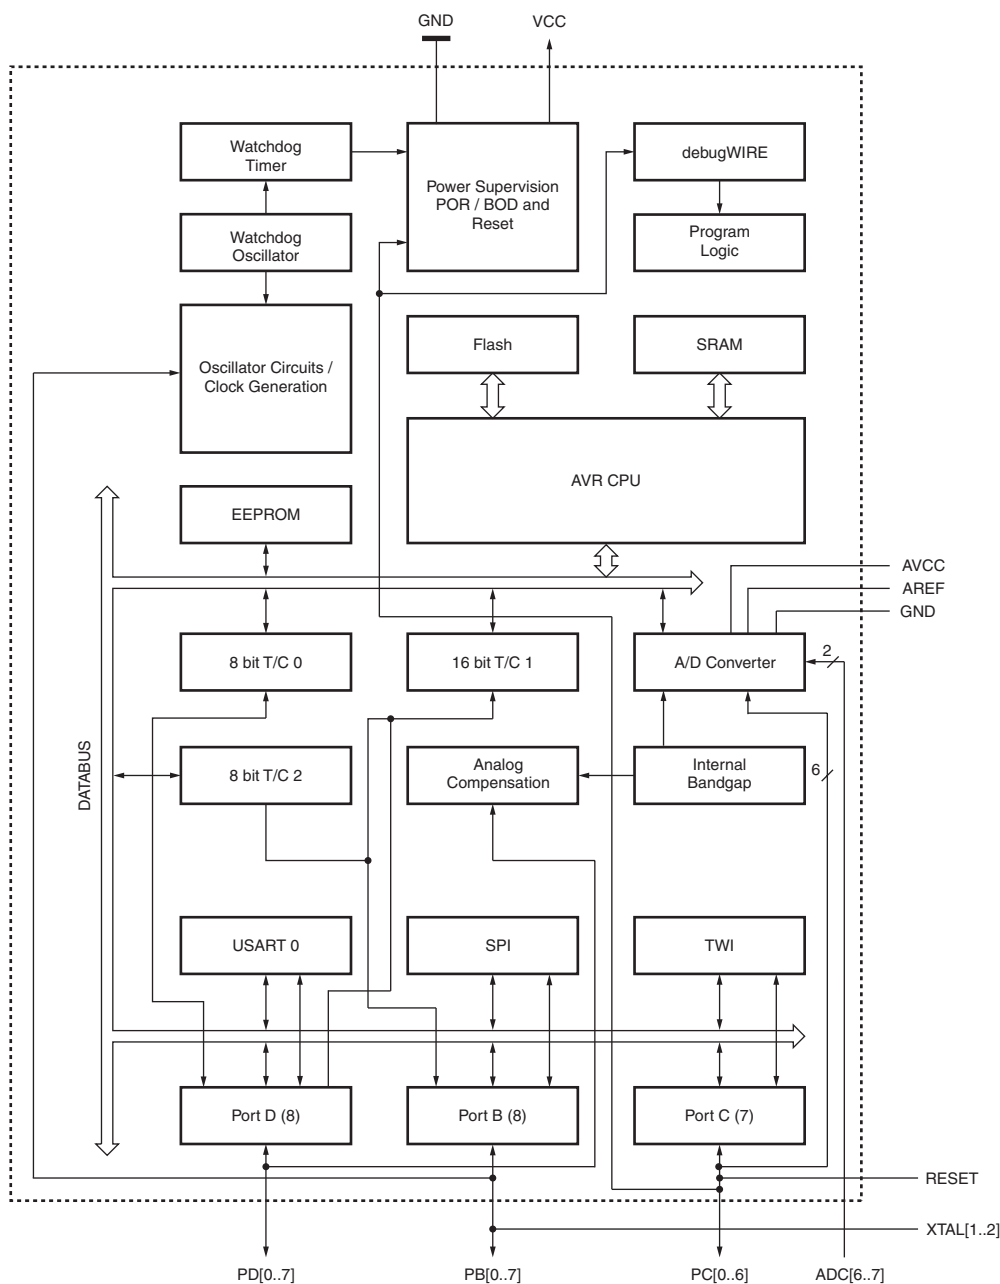 GND
VCC
Watchdog
Timer
Power Supervision
POR / BOD and
Reset
debugWIRE
Watchdog
Oscillator
Program
Logic
Oscillator Circuits /
Clock Generation
Flash
SRAM
AVR CPU
EEPROM
AVCC
AREF
GND
8 bit T/C 0
16 bit T/C 1
A/D Converter
2
DATABUS
8 bit T/C 2
Analog
Compensation
Internal
Bandgap
6
USART 0
SPI
TWI
Port D (8)
Port B (8)
Port C (7)
RESET
XTAL[1..2]
PD[0..7]
PB[0..7]
PC[0..6]
ADC[6..7]